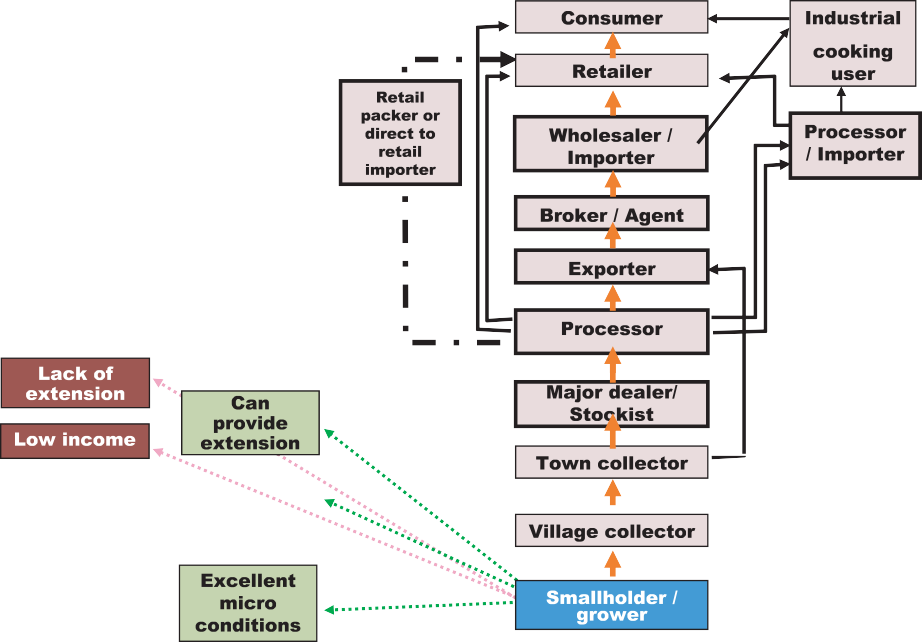 Consumer
Industrial
cooking
user
Retailer
Retail
packer or
direct to
retail
importer
Wholesaler /
Importer
Processor
/ Importer
Broker / Agent
Exporter
Processor
Lack of
extension
Can
provide
extension
Major dealer/
Stockist
Low income
Town collector
Village collector
Excellent
micro
conditions
Smallholder /
grower